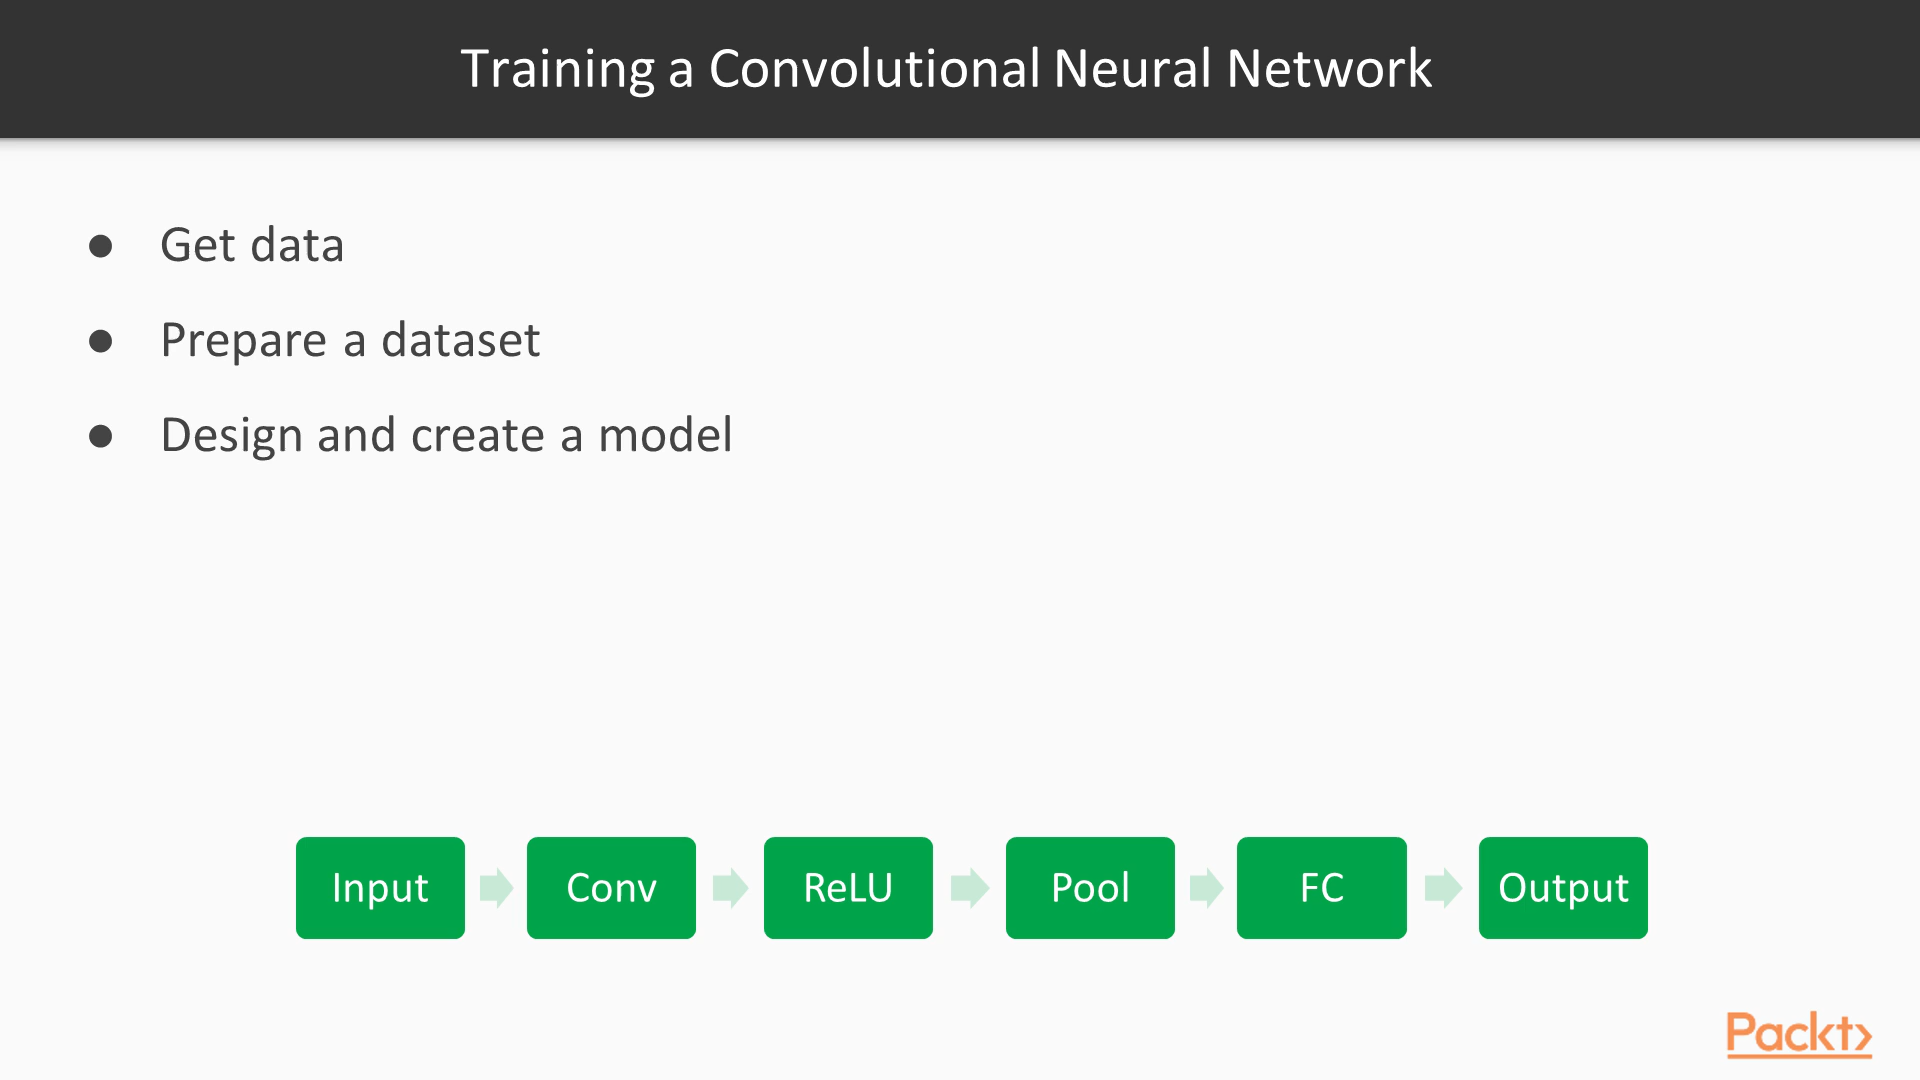 Training a Convolutional Neural Network
● Get data
● Prepare a dataset
● Design and create a model
Input Conv ReLU Pool FC Output
Packt>